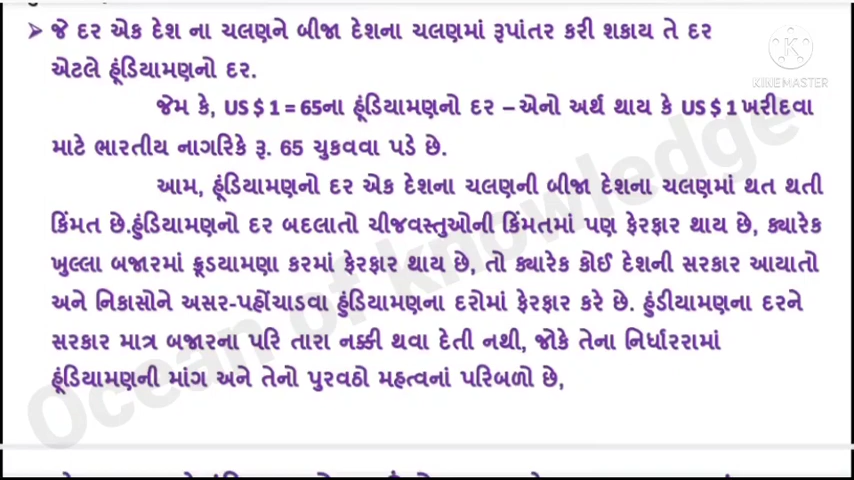 ➢ જે દર એક દેશ ના ચલણને બીજા દેશના ચલણમાં રૂપાંતર કરી શકાય તે દર
એટલે હૂંડિયામણનો દર.
જેમ કે, US $ 1 = 65ના હૂંડિયામણનો દર – એનો અર્થ થાય કે US $ 1 ખરીદવા
માટે ભારતીય નાગરિકે રૂ. 65 ચુકવવા પડે છે.
આમ, હૂંડિયામણનો દર એક દેશના ચલણની બીજા દેશના ચલણમાં થત થતી
કિંમત છે.હુંડિયામણનો દર બદલાતો ચીજવસ્તુઓની કિંમતમાં પણ ફેરફાર થાય છે, ક્યારેક
ખુલ્લા બજારમાં ક્રૂડયામણા કરમાં ફેરફાર થાય છે, તો ક્યારેક કોઈ દેશની સરકાર આયાતો
અને નિકાસોને અસર-પહોંચાડવા હુંડિયામણના દરોમાં ફેરફાર કરે છે. હુંડીયામણના દરને
સરકાર માત્ર બજારના પરિ તારા નક્કી થવા દેતી નથી, જોકે તેના નિર્ધારરામાં
હૂંડિયામણની માંગ અને તેનો પુરવઠો મહત્વનાં પરિબળો છે,
KINEMASTER
Ocean of knowledge